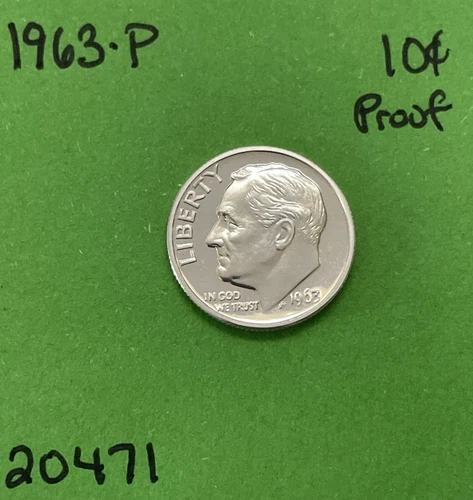 1963·P
10¢
Proof
LIBERTY
IN GOD
WE TRUST
1963
20471